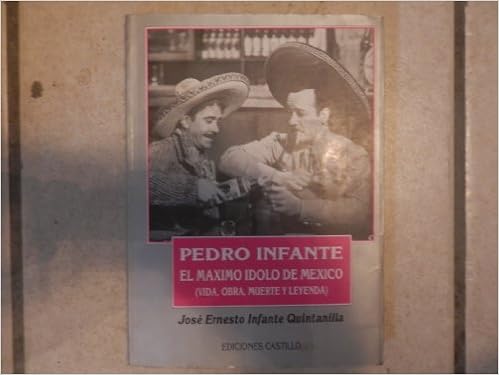 PEDRO INFANTE
EL MAXIMO IDOLO DE MEXICO
(VIDA, OBRA, MUERTE Y LEYENDA)
José Ernesto Infante Quintanilla
EDICIONES CASTILLO